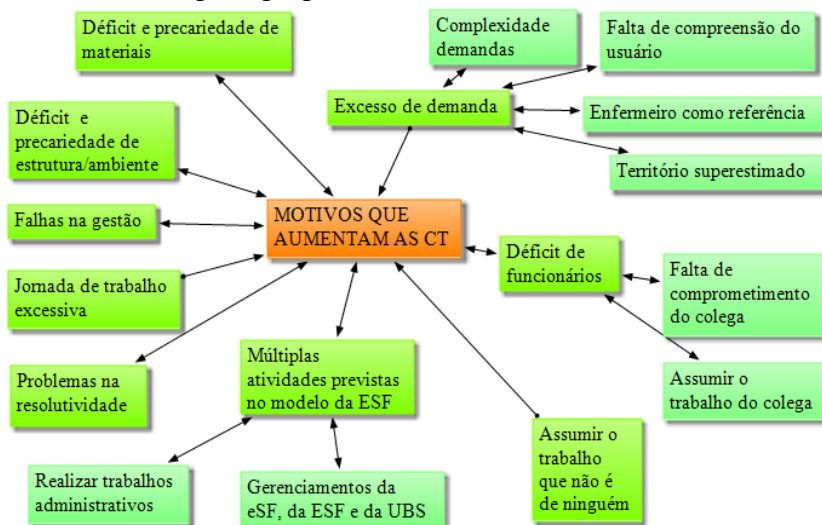 Déficit e precariedade de
materiais
Complexidade
demandas
Falta de compreensão do
usuário
Excesso de demanda
Enfermeiro como referência
Território superestimado
Déficit e
precariedade de
estrutura/ambiente
Falhas na gestão
MOTIVOS QUE
AUMENTAM AS CT
Déficit de
funcionários
Falta de
comprometimento
do colega
Assumir o
trabalho do colega
Jornada de trabalho
excessiva
Problemas na
resolutividade
Múltiplas
atividades previstas
no modelo da ESF
Assumir o
trabalho
que não é
de ninguém
Realizar trabalhos
administrativos
Gerenciamentos da
eSF, da ESF e da UBS